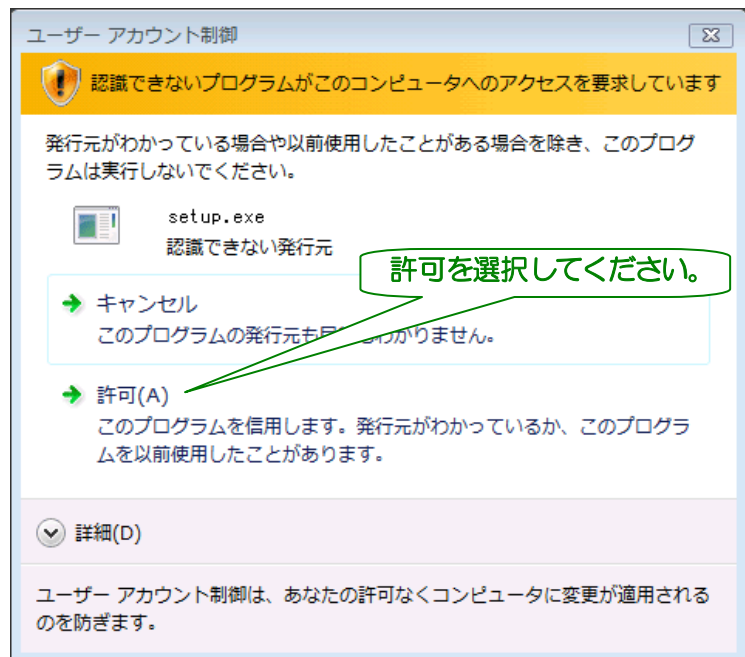 ユーザー アカウント制御
認識できないプログラムがこのコンピュータへのアクセスを要求しています
発行元がわかっている場合や以前使用したことがある場合を除き、このプログ
ラムは実行しないでください。
setup.exe
認識できない発行元
許可を選択してください。
キャンセル
このプログラムの発行元も わかりません。
許可(A)
このプログラムを信用します。発行元がわかっているか、このプログラ
ムを以前使用したことがあります。
詳細(D)
ユーザー アカウント制御は、あなたの許可なくコンピュータに変更が適用される
のを防ぎます。